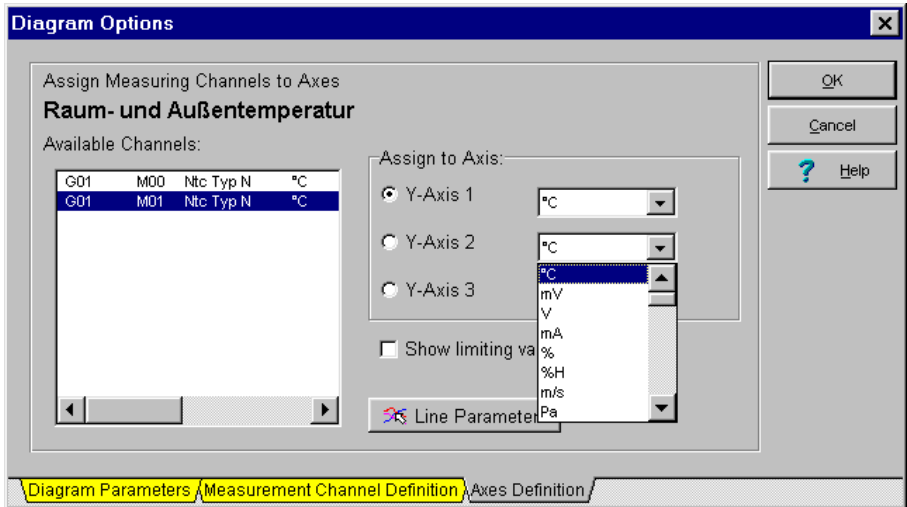 Diagram Options
Assign Measuring Channels to Axes
Raum- und Außentemperatur
Available Channels:
G01 M00 Ntc Typ N °C
G01 M01 Ntc Typ N °C
Assign to Axis:
Y-Axis 1 °C
Y-Axis 2 °C
Y-Axis 3
°C
mV
V
mA
%
%H
m/s
Pa
Show limiting va
Line Parameter
OK
Cancel
? Help
Diagram Parameters Measurement Channel Definition Axes Definition